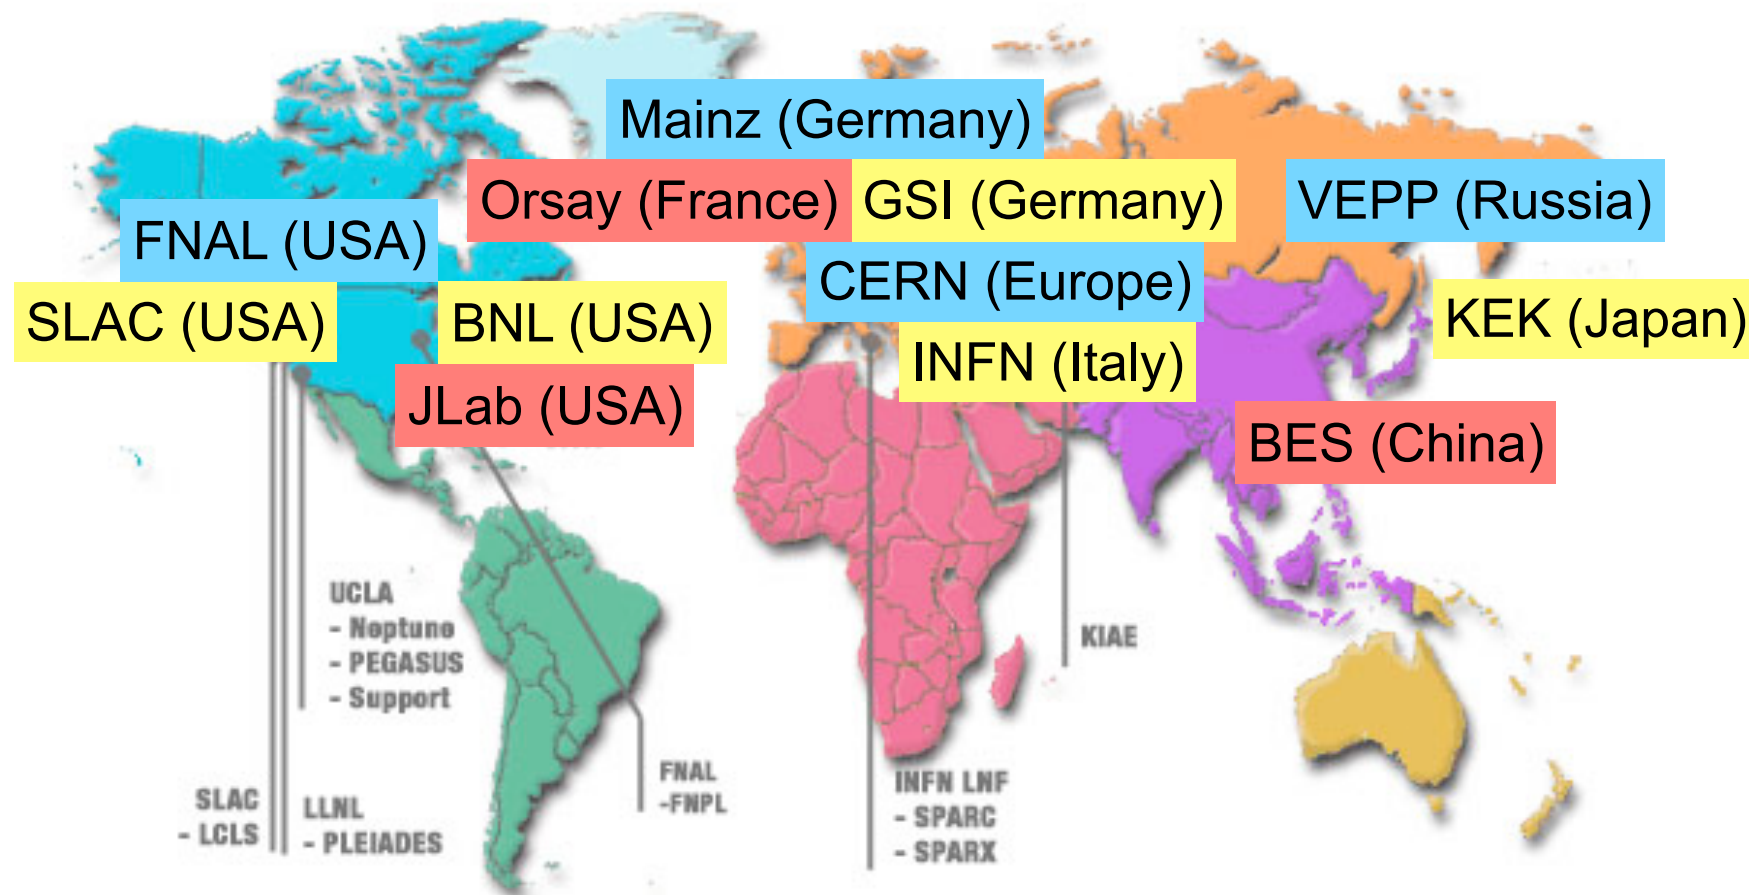 Mainz (Germany)
Orsay (France)
GSI (Germany)
VEPP (Russia)
FNAL (USA)
CERN (Europe)
SLAC (USA)
BNL (USA)
KEK (Japan)
INFN (Italy)
JLab (USA)
BES (China)
UCLA
- Neptune
- PEGASUS
- Support
KIAE
FNAL
-FNPL
INFN LNF
- SPARC
- SPARX
SLAC
- LCLS
LLNL
- PLEIADES